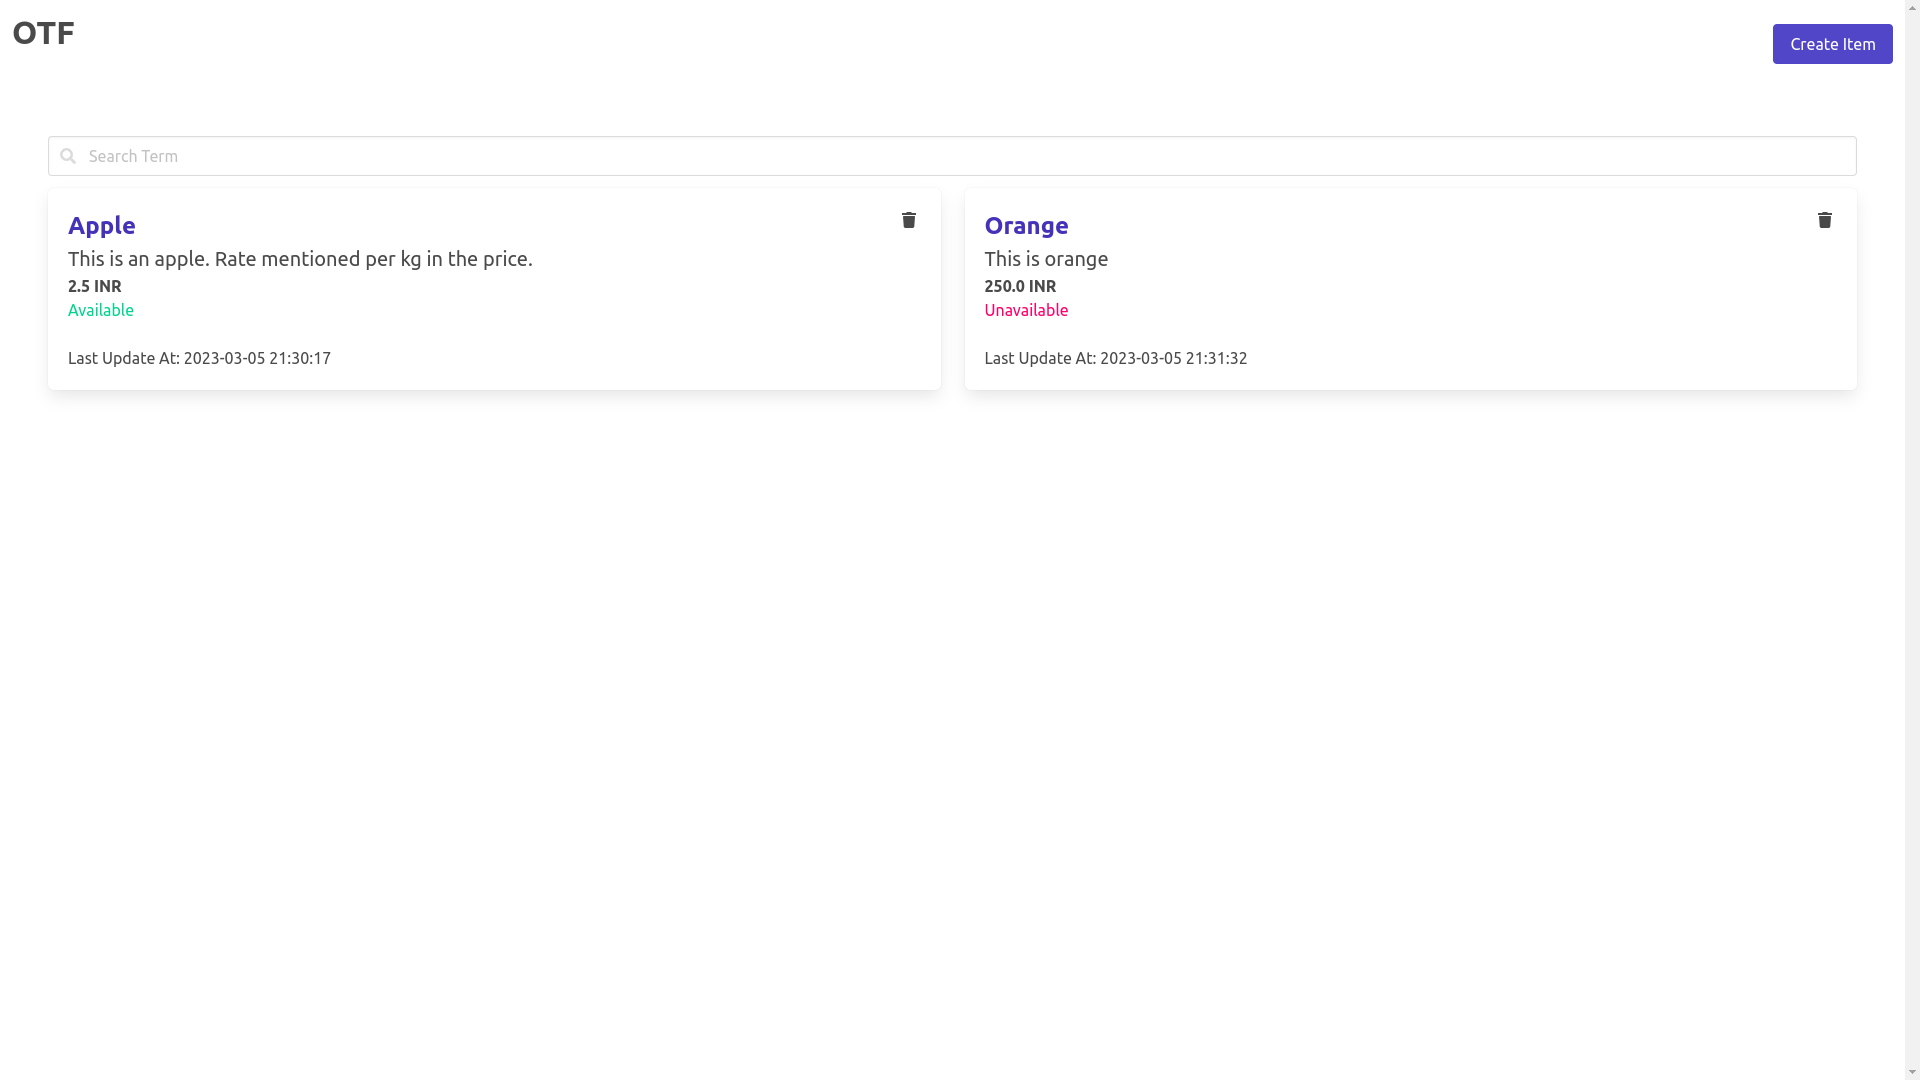 OTF
Create Item
Search Term
Apple
This is an apple. Rate mentioned per kg in the price.
2.5 INR
Available
Last Update At: 2023-03-05 21:30:17
Orange
This is orange
250.0 INR
Unavailable
Last Update At: 2023-03-05 21:31:32